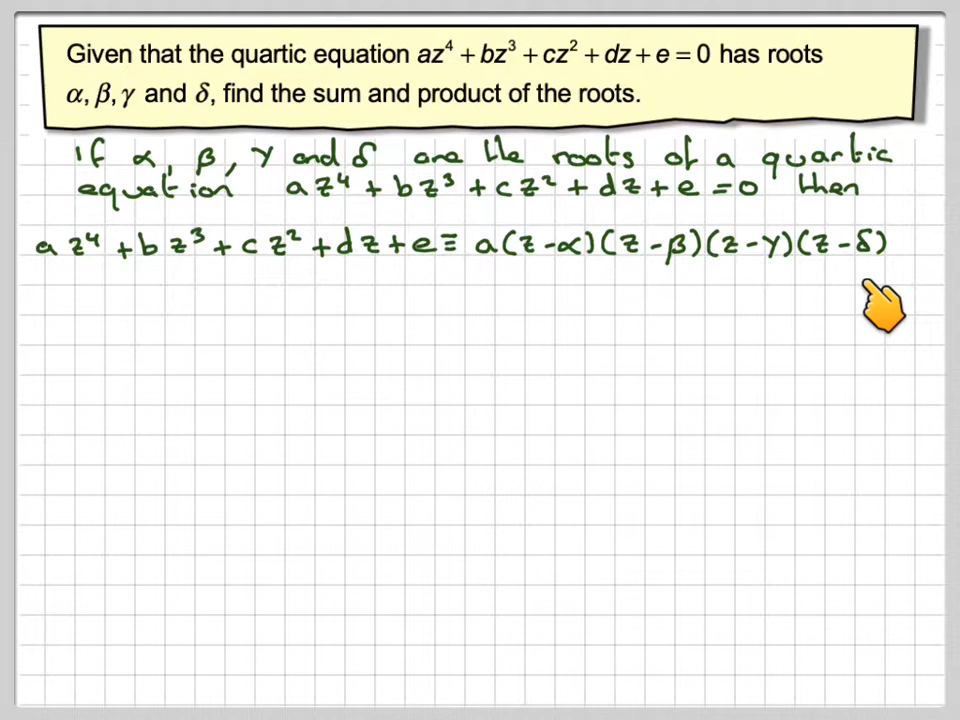 Given that the quartic equation az⁴ + bz³ + cz² + dz + e = 0 has roots
α, β, γ and δ, find the sum and product of the roots.
If α, β, γ and δ are the roots of a quartic
equation az⁴ + bz³ + cz² + dz + e = 0 then
az⁴ + bz³ + cz² + dz + e ≡ a(z - α)(z - β)(z - γ)(z - δ)